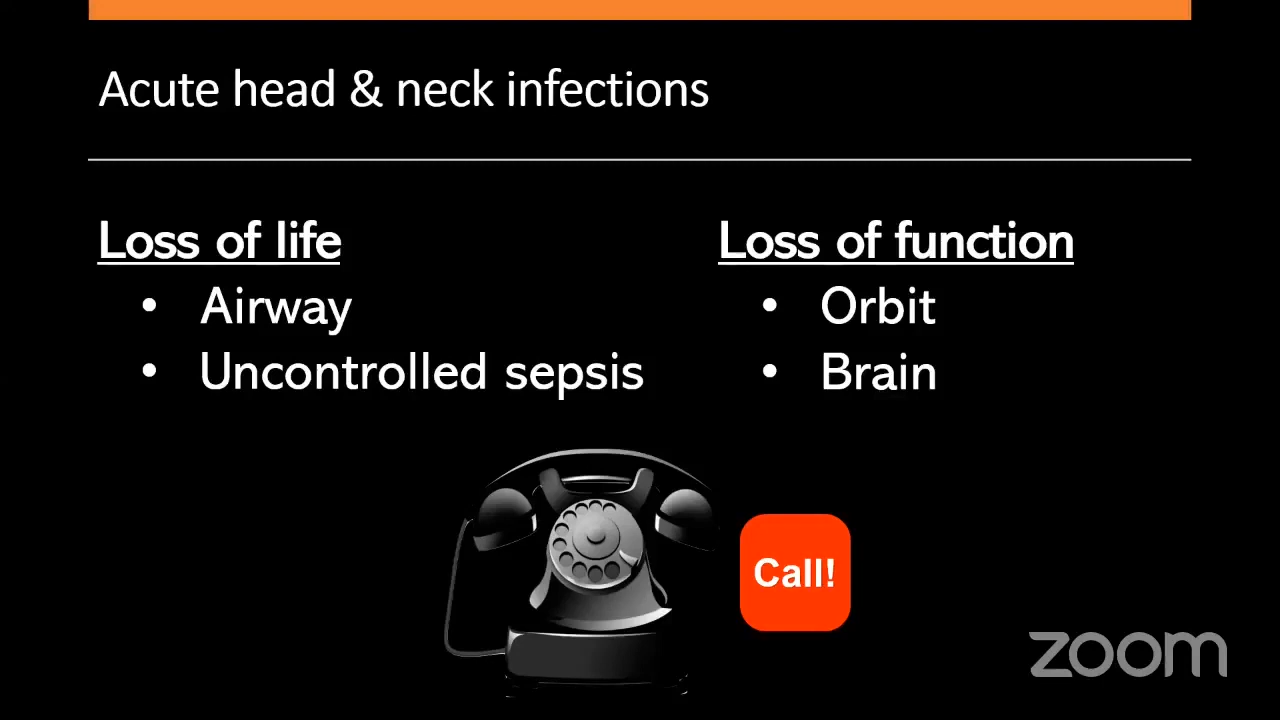 Acute head & neck infections
Loss of life
• Airway
• Uncontrolled sepsis
Loss of function
• Orbit
• Brain
Call!
zoom